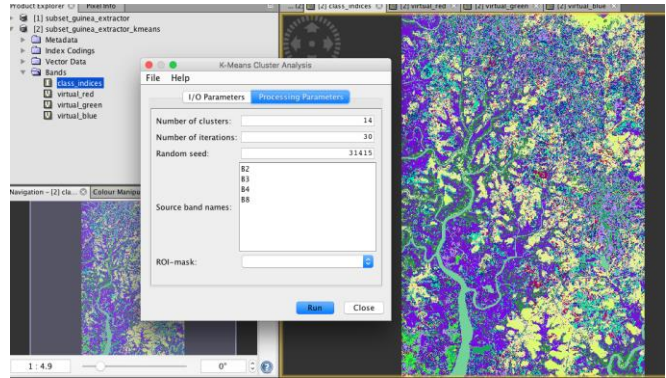 Product Explorer
Pixel Info
[1] subset_guinea_extractor
[2] subset_guinea_extractor_kmeans
Metadata
Index Codings
Vector Data
Bands
class_indices
virtual_red
virtual_green
virtual_blue
[2] class_indices
[2] virtual_red
[2] virtual_green
[2] virtual_blue
K-Means Cluster Analysis
File Help
I/O Parameters
Processing Parameters
Number of clusters: 14
Number of iterations: 30
Random seed: 31415
Source band names:
B2
B3
B4
B8
ROI-mask:
Run
Close
Navigation - [2] cla...
Colour Manipu
1 : 4.9
0°